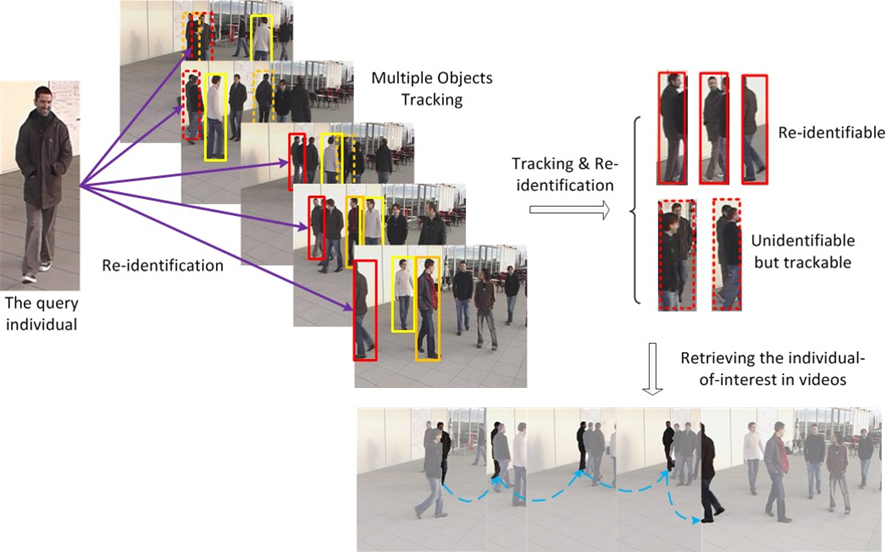 Multiple Objects
Tracking
Re-identification
The query
individual
Tracking & Re-
identification
Re-identifiable
Unidentifiable
but trackable
Retrieving the individual-
of-interest in videos